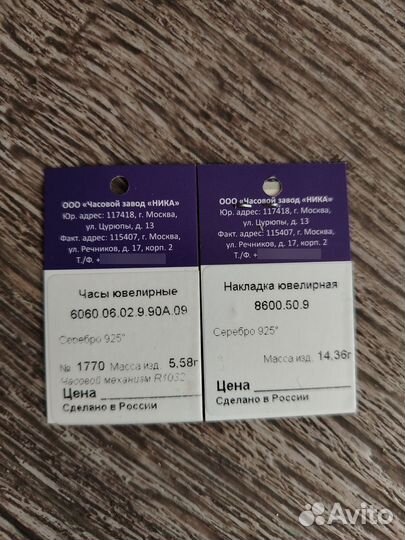 ООО «Часовой завод «НИКА»
Юр. адрес: 117418, г. Москва,
ул. Цурюпы, д. 13
Факт. адрес: 115407, г. Москва,
ул. Речников, д. 17, корп. 2
Т./Ф. +
Часы ювелирные
6060.06.02.9.90А.09
Серебро 925°
№ 1770 Масса изд. 5,58г
Часовой механизм R1032
Цена
Сделано в России
ООО «Часовой завод «НИКА»
Юр. адрес: 117418, г. Москва,
ул. Цурюпы, д. 13
Факт. адрес: 115407, г. Москва,
ул. Речников, д. 17, корп. 2
Т./Ф. +
Накладка ювелирная
8600.50.9
Серебро 925°
Масса изд. 14,36г
Цена
Сделано в России
Avito